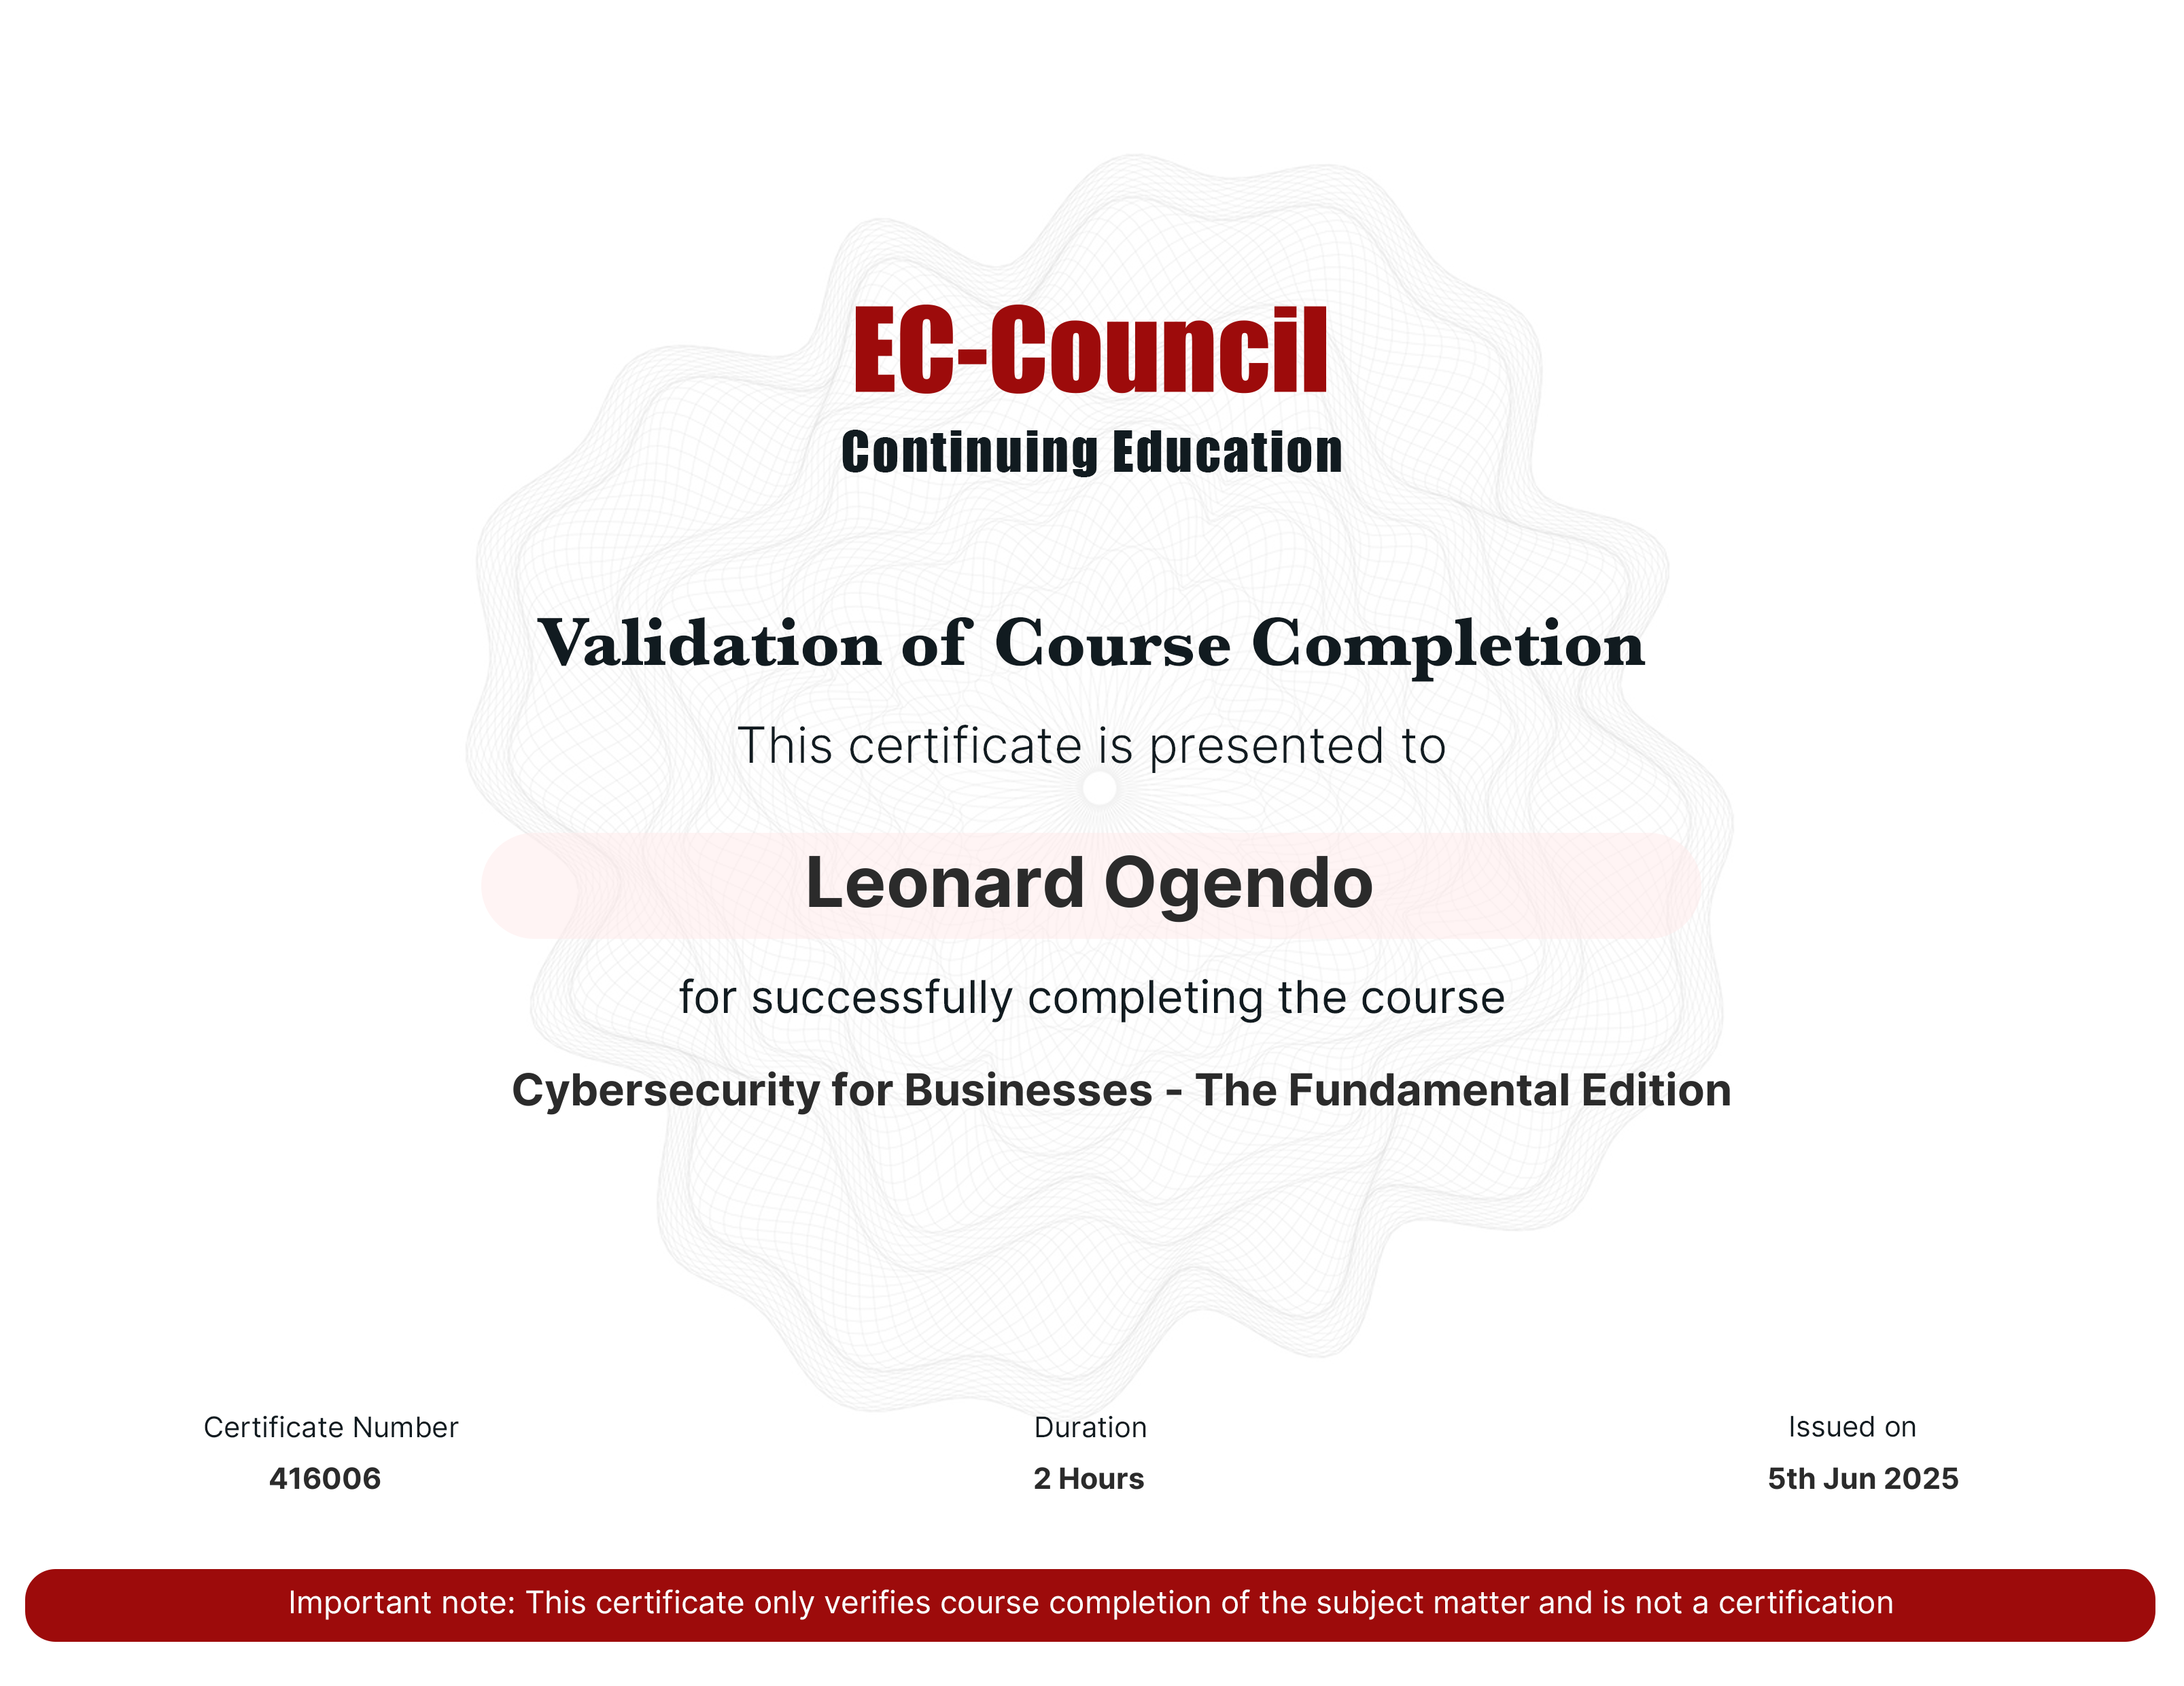 EC-Council
Continuing Education
Validation of Course Completion
This certificate is presented to
Leonard Ogendo
for successfully completing the course
Cybersecurity for Businesses - The Fundamental Edition
Certificate Number
416006
Duration
2 Hours
Issued on
5th Jun 2025
Important note: This certificate only verifies course completion of the subject matter and is not a certification